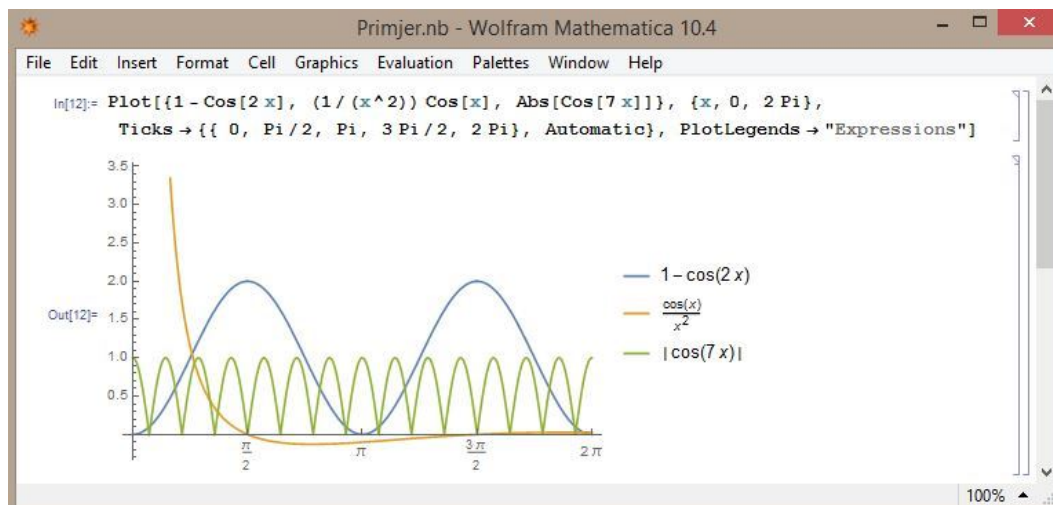 Primjer.nb - Wolfram Mathematica 10.4
File Edit Insert Format Cell Graphics Evaluation Palettes Window Help
In[12]:= Plot[{1 - Cos[2 x], (1 / (x^2)) Cos[x], Abs[Cos[7 x]]}, {x, 0, 2 Pi},
Ticks → {{ 0, Pi / 2, Pi, 3 Pi / 2, 2 Pi}, Automatic}, PlotLegends → "Expressions"]
3.5
3.0
2.5
2.0
Out[12]= 1.5
1.0
0.5
π/2 π 3π/2 2π
1 - cos(2 x)
cos(x)/x²
|cos(7 x)|
100%